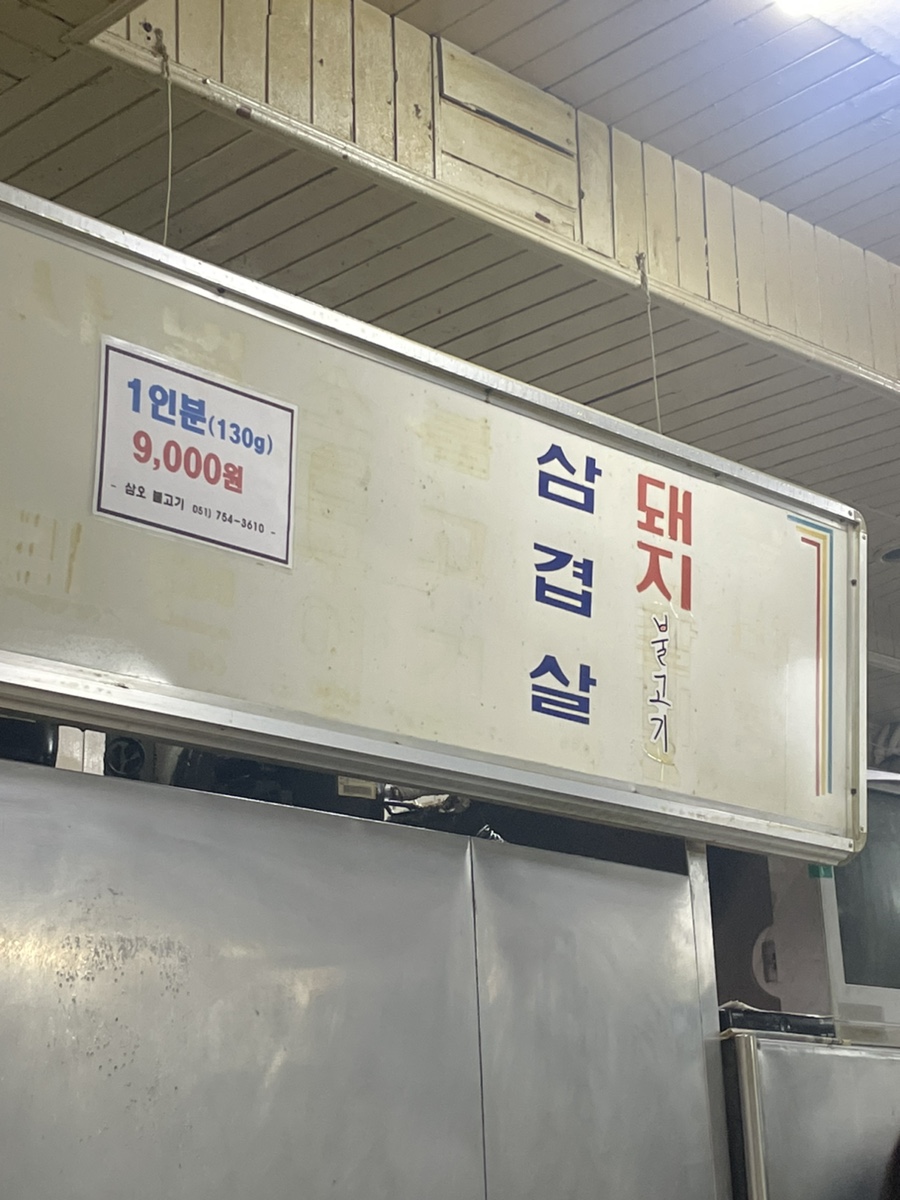 1인분(130g)
9,000원
- 삼오 불고기 051) 754-3610 -
돼지불고기
삼겹살